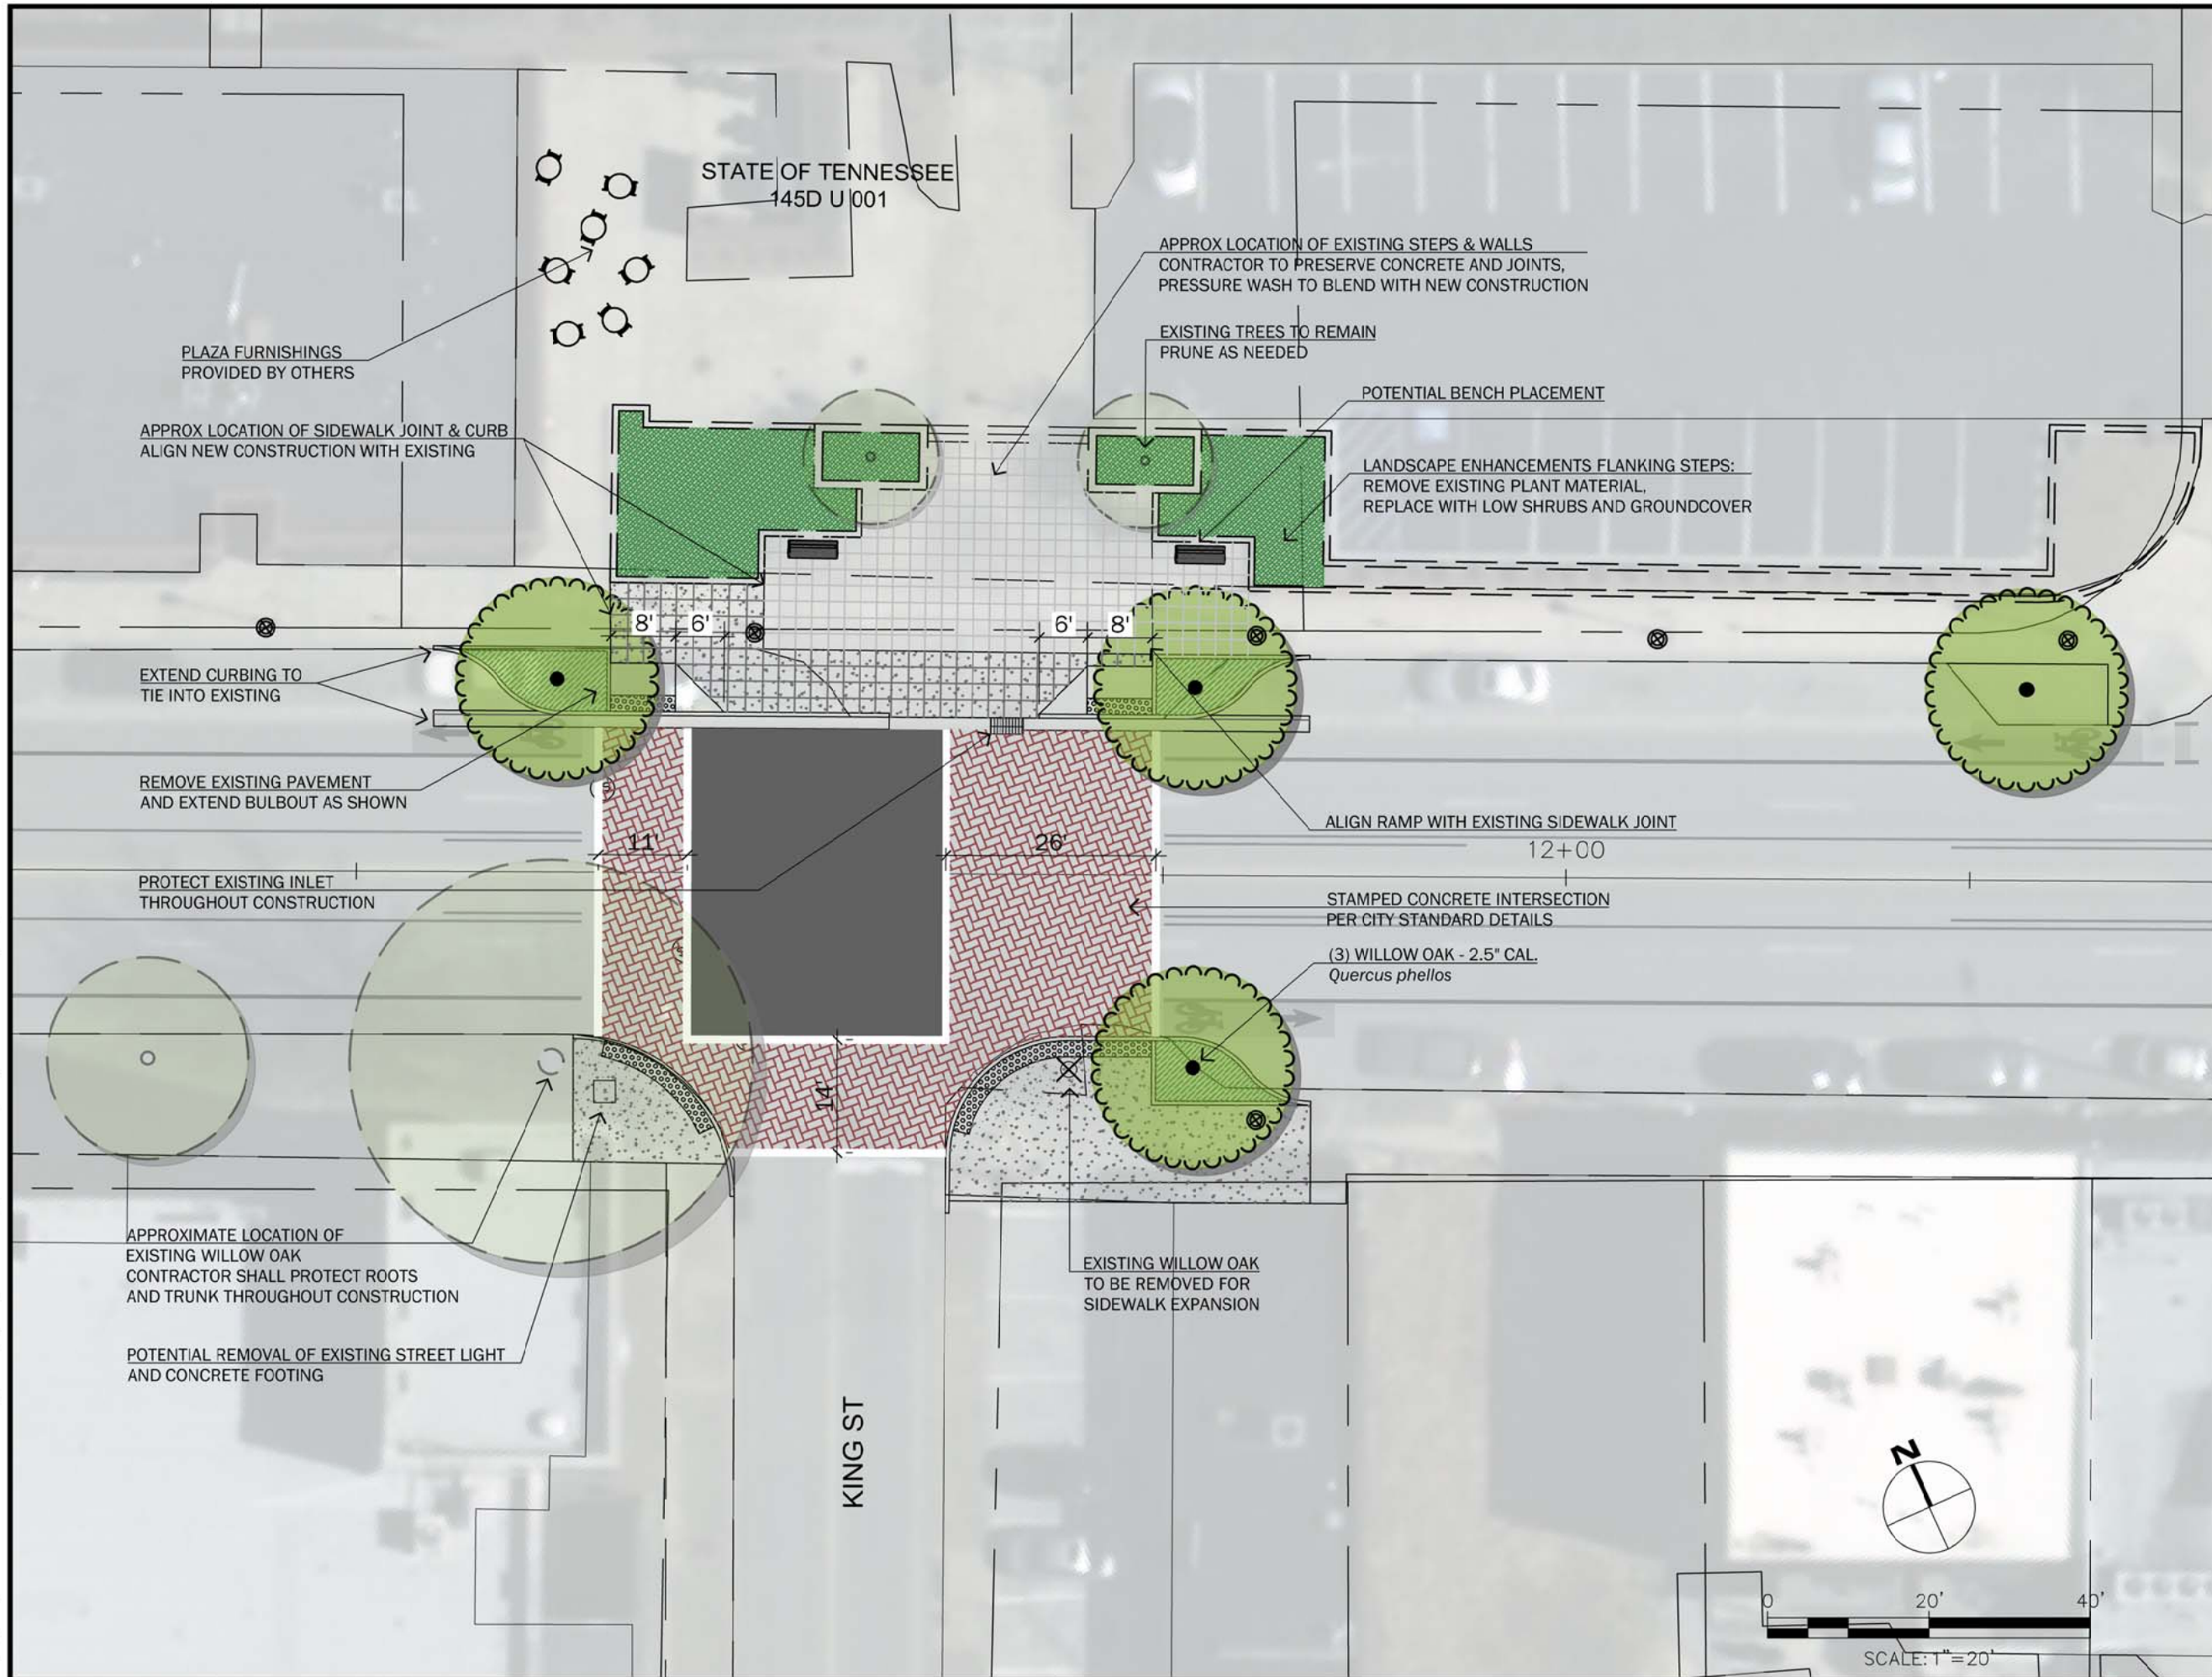 STATE OF TENNESSEE
145D U 001
APPROX LOCATION OF EXISTING STEPS & WALLS
CONTRACTOR TO PRESERVE CONCRETE AND JOINTS,
PRESSURE WASH TO BLEND WITH NEW CONSTRUCTION
EXISTING TREES TO REMAIN
PRUNE AS NEEDED
PLAZA FURNISHINGS
PROVIDED BY OTHERS
POTENTIAL BENCH PLACEMENT
APPROX LOCATION OF SIDEWALK JOINT & CURB
ALIGN NEW CONSTRUCTION WITH EXISTING
LANDSCAPE ENHANCEMENTS FLANKING STEPS:
REMOVE EXISTING PLANT MATERIAL,
REPLACE WITH LOW SHRUBS AND GROUNDCOVER
8' 6' 6' 8'
EXTEND CURBING TO
TIE INTO EXISTING
REMOVE EXISTING PAVEMENT
AND EXTEND BULBOUT AS SHOWN
ALIGN RAMP WITH EXISTING SIDEWALK JOINT
11' 26' 12+00
PROTECT EXISTING INLET
THROUGHOUT CONSTRUCTION
STAMPED CONCRETE INTERSECTION
PER CITY STANDARD DETAILS
(3) WILLOW OAK - 2.5" CAL.
Quercus phellos
14'
APPROXIMATE LOCATION OF
EXISTING WILLOW OAK
CONTRACTOR SHALL PROTECT ROOTS
AND TRUNK THROUGHOUT CONSTRUCTION
EXISTING WILLOW OAK
TO BE REMOVED FOR
SIDEWALK EXPANSION
POTENTIAL REMOVAL OF EXISTING STREET LIGHT
AND CONCRETE FOOTING
KING ST
N
0 20' 40'
SCALE: 1"=20'